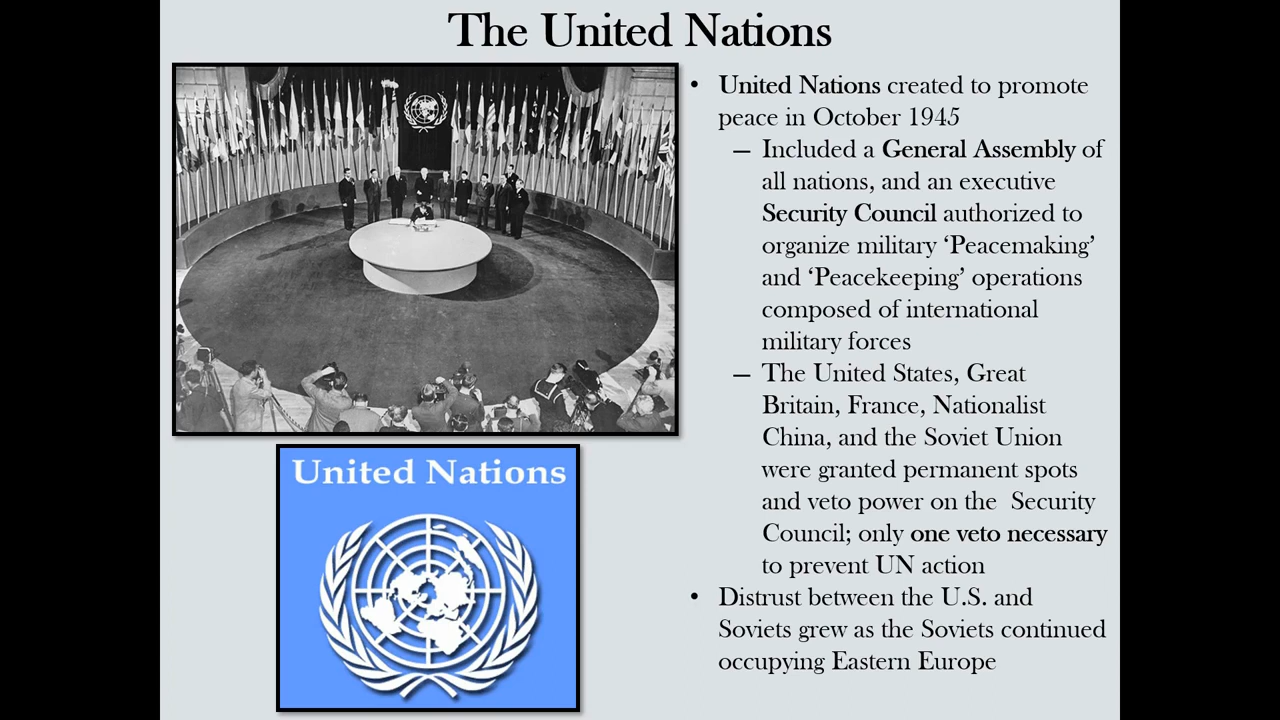 The United Nations
• United Nations created to promote
peace in October 1945
– Included a General Assembly of
all nations, and an executive
Security Council authorized to
organize military ‘Peacemaking’
and ‘Peacekeeping’ operations
composed of international
military forces
– The United States, Great
Britain, France, Nationalist
China, and the Soviet Union
were granted permanent spots
and veto power on the  Security
Council; only one veto necessary
to prevent UN action
• Distrust between the U.S. and
Soviets grew as the Soviets continued
occupying Eastern Europe
United Nations